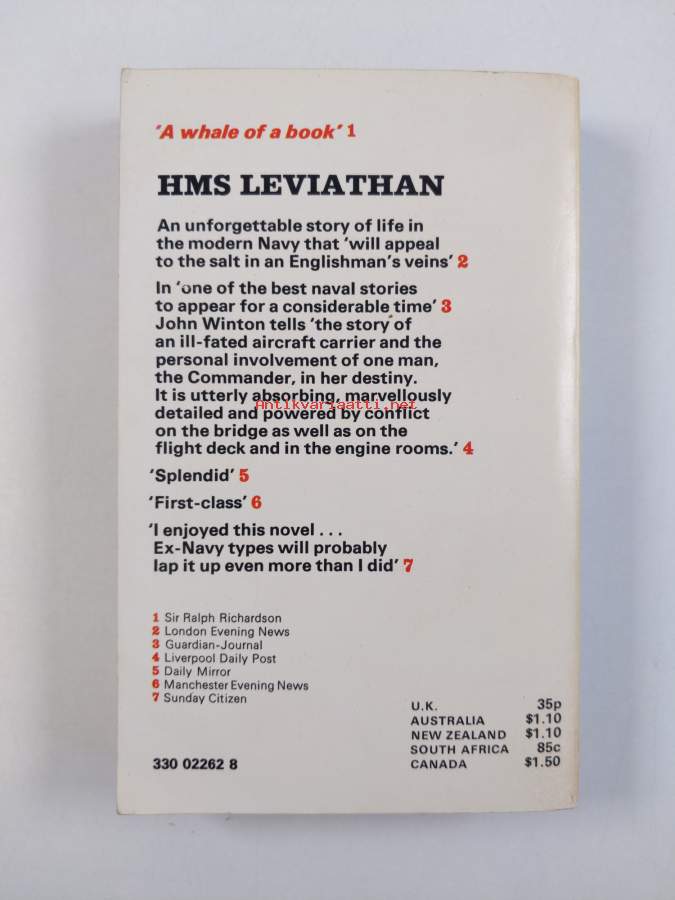 'A whale of a book' 1
HMS LEVIATHAN
An unforgettable story of life in
the modern Navy that 'will appeal
to the salt in an Englishman's veins' 2
In 'one of the best naval stories
to appear for a considerable time' 3
John Winton tells 'the story of
an ill-fated aircraft carrier and the
personal involvement of one man,
the Commander, in her destiny.
It is utterly absorbing, marvellously
Antikvariaatti.net
detailed and powered by conflict
on the bridge as well as on the
flight deck and in the engine rooms.' 4
'Splendid' 5
'First-class' 6
'I enjoyed this novel . . .
Ex-Navy types will probably
lap it up even more than I did' 7
1 Sir Ralph Richardson
2 London Evening News
3 Guardian-Journal
4 Liverpool Daily Post
5 Daily Mirror
6 Manchester Evening News
7 Sunday Citizen
U.K. 35p
AUSTRALIA $1.10
NEW ZEALAND $1.10
SOUTH AFRICA 85c
CANADA $1.50
330 02262 8